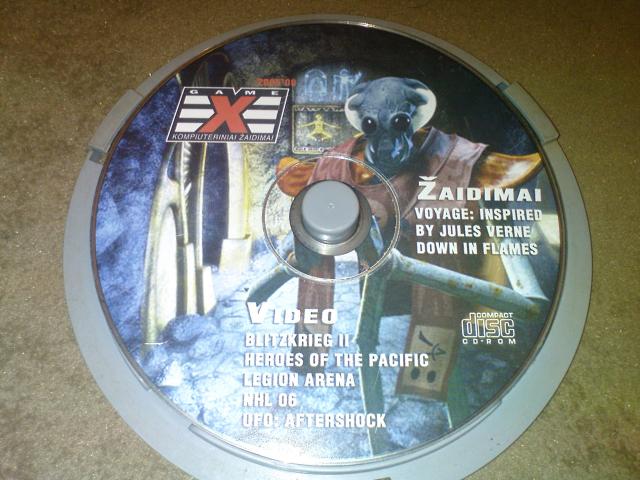 2005'09
GAME
X
KOMPIUTERINIAI ŽAIDIMAI
ŽAIDIMAI
VOYAGE: INSPIRED
BY JULES VERNE
DOWN IN FLAMES
VIDEO
BLITZKRIEG II
HEROES OF THE PACIFIC
LEGION ARENA
NHL 06
UFO: AFTERSHOCK
COMPACT
disc
CD-ROM